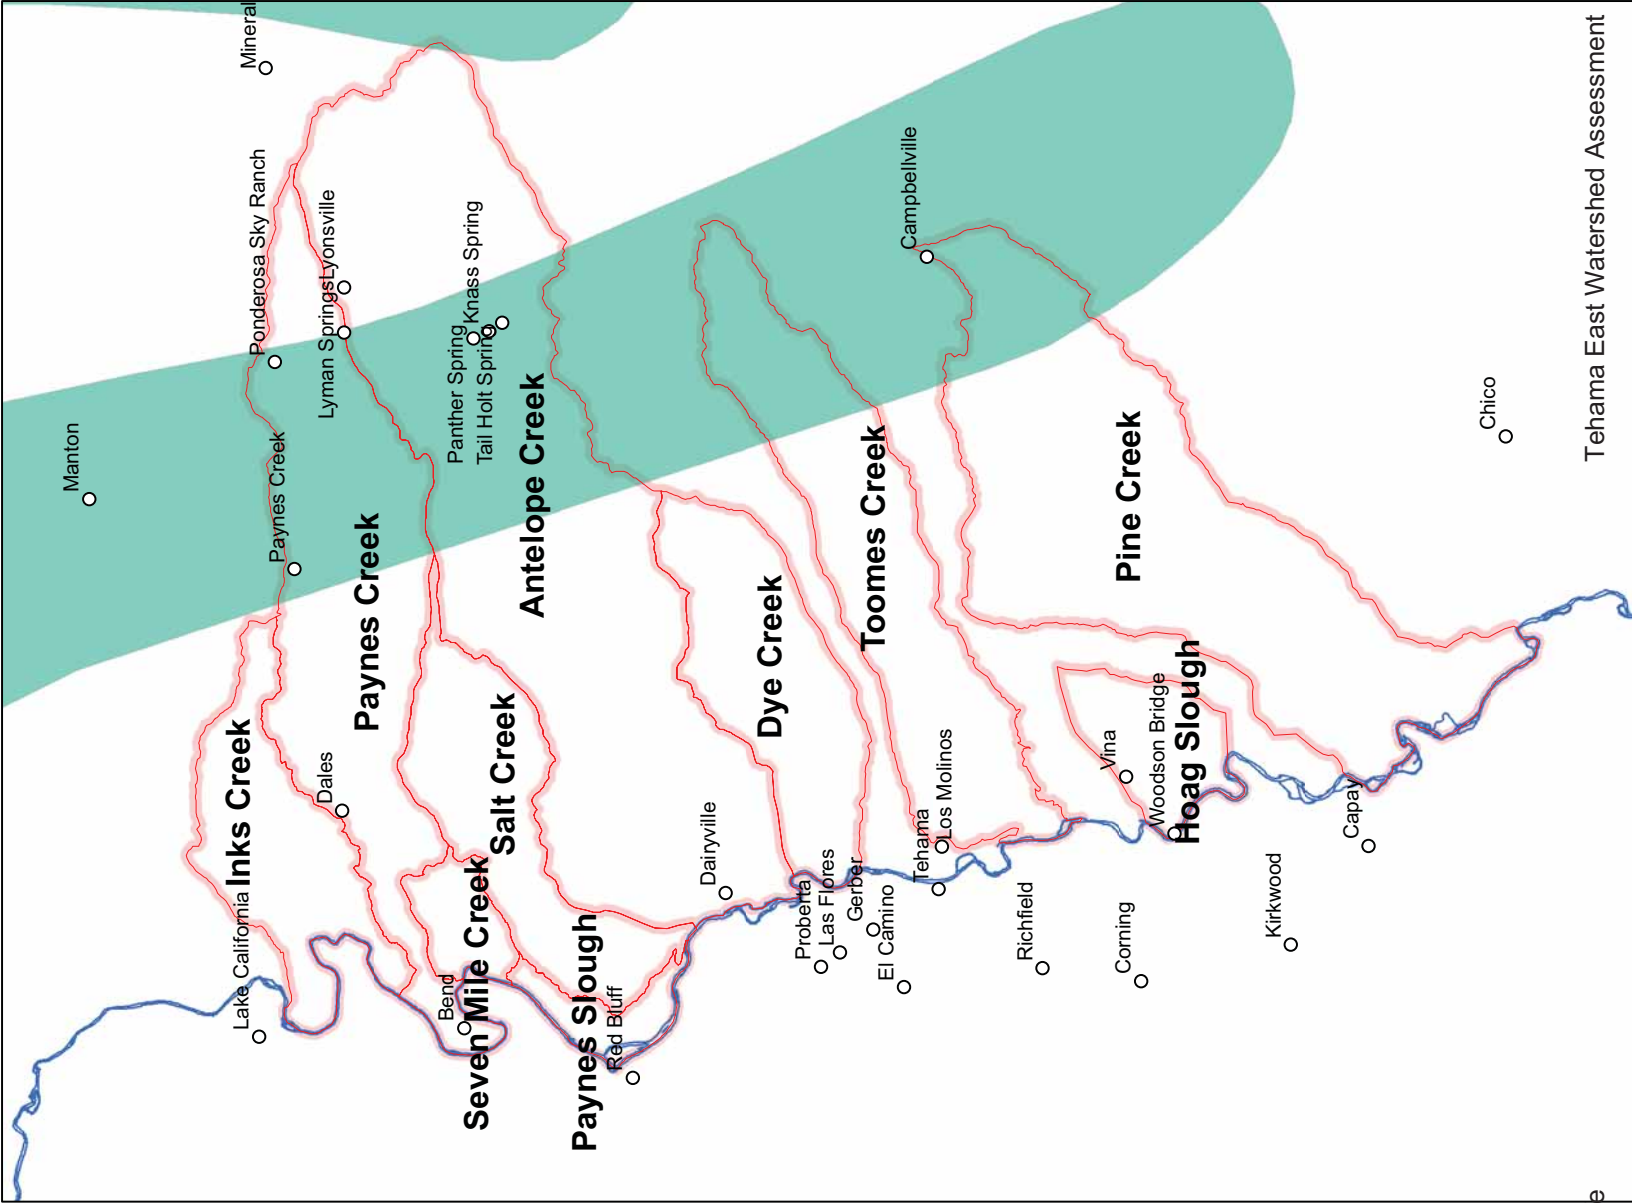 Manton
Mineral
Ponderosa Sky Ranch
Lyonsville
Lyman Springs
Paynes Creek
Panther Spring
Knass Spring
Tail Holt Spring
Campbellville
Chico
Paynes Creek
Antelope Creek
Toomes Creek
Pine Creek
Dye Creek
Inks Creek
Salt Creek
Seven Mile Creek
Paynes Slough
Hoag Slough
Dales
Lake California
Bend
Red Bluff
Dairyville
Proberta
Las Flores
Gerber
El Camino
Tehama
Los Molinos
Vina
Woodson Bridge
Richfield
Corning
Kirkwood
Capay
Tehama East Watershed Assessment
e